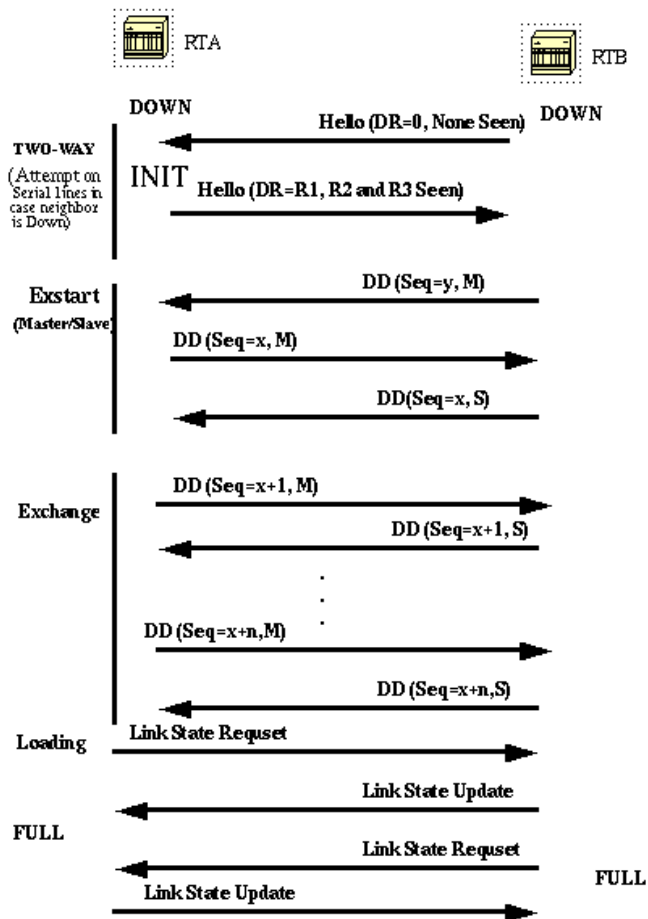 RTA
RTB
DOWN
DOWN
Hello (DR=0, None Seen)
TWO-WAY
(Attempt on
Serial lines in
case neighbor
is Down)
INIT
Hello (DR=R1, R2 and R3 Seen)
Exstart
(Master/Slave)
DD (Seq=y, M)
DD (Seq=x, M)
DD(Seq=x, S)
Exchange
DD (Seq=x+1, M)
DD (Seq=x+1, S)
DD (Seq=x+n,M)
DD (Seq=x+n,S)
Loading
Link State Requset
Link State Update
FULL
Link State Requset
FULL
Link State Update